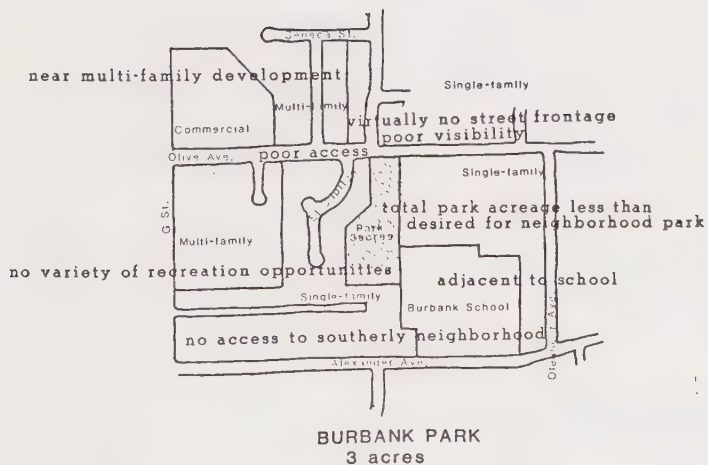 Seneca St.
near multi-family development
Single-family
Multi-family
virtually no street frontage
Commercial
poor visibility
Olive Ave.
poor access
Single-family
G St.
total park acreage less than
desired for neighborhood park
Park
3acres
Multi-family
no variety of recreation opportunities
adjacent to school
Single-family
Burbank School
no access to southerly neighborhood
Alexander Ave.
BURBANK PARK
3 acres